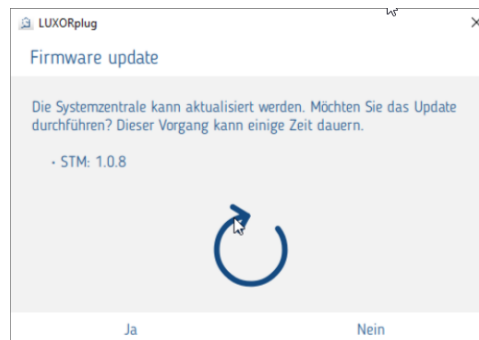 LUXORplug
Firmware update
Die Systemzentrale kann aktualisiert werden. Möchten Sie das Update
durchführen? Dieser Vorgang kann einige Zeit dauern.
• STM: 1.0.8
Ja Nein